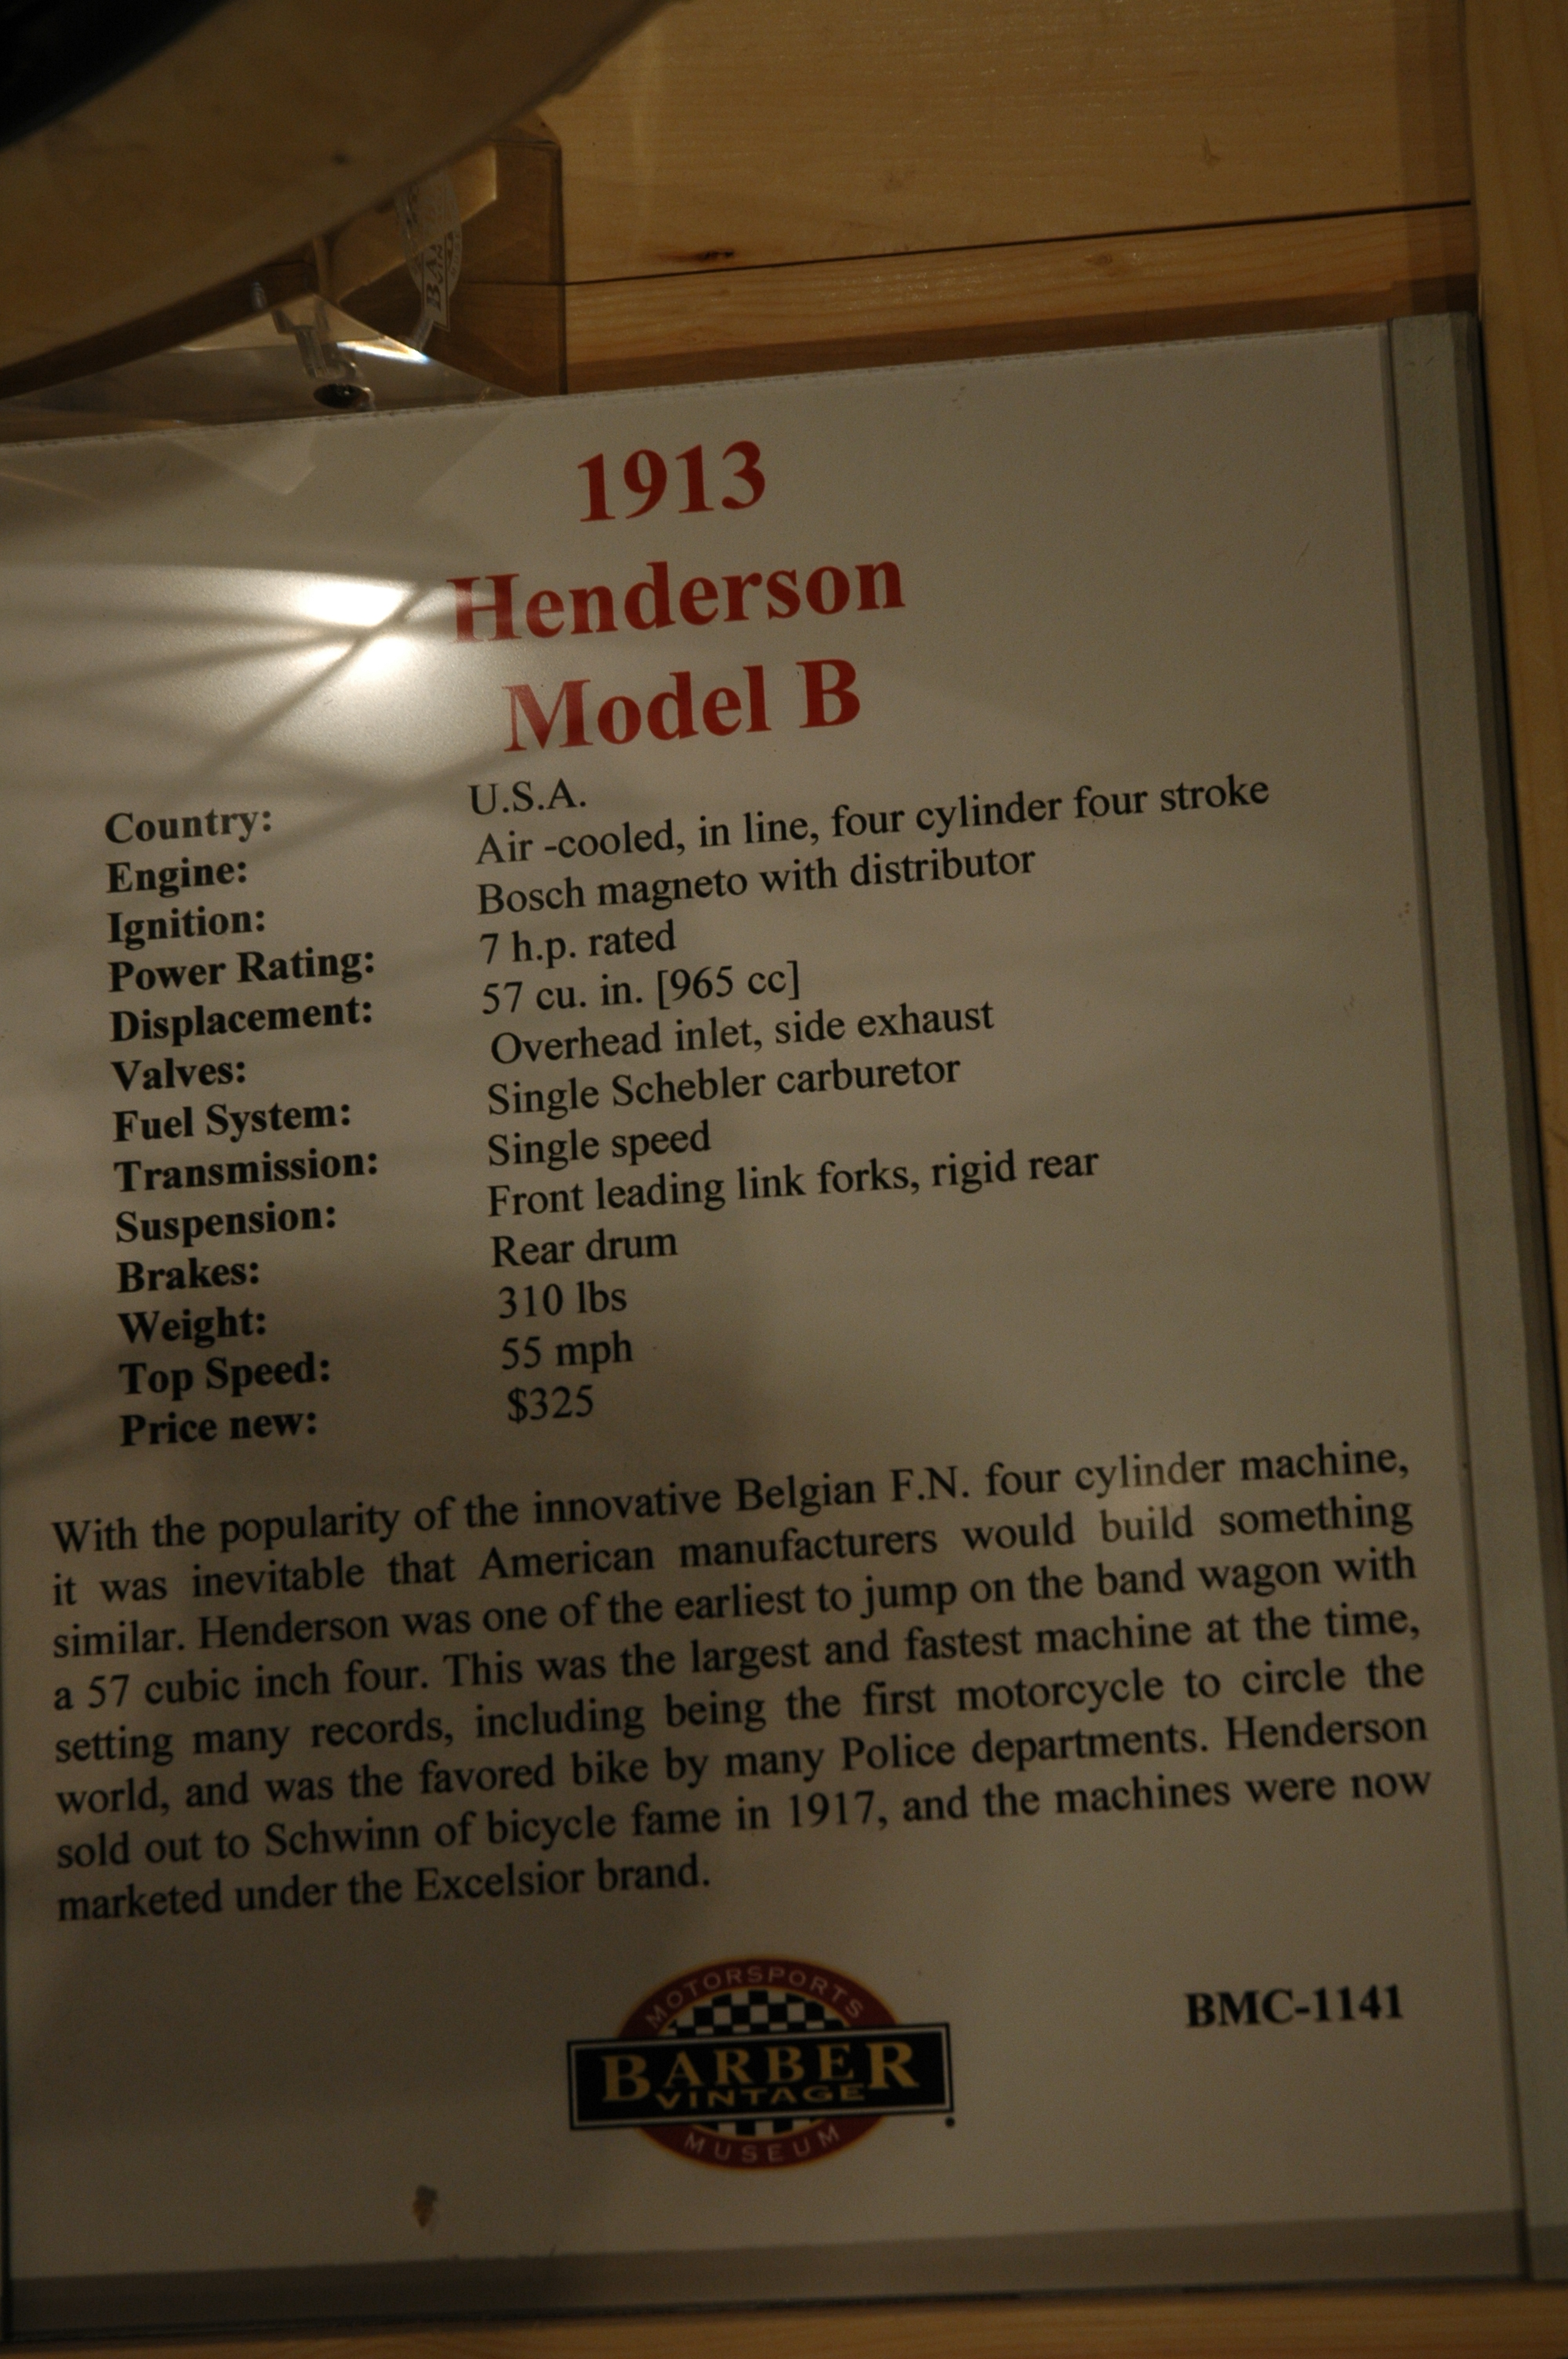 1913
Henderson
Model B
Country: U.S.A.
Engine: Air -cooled, in line, four cylinder four stroke
Ignition: Bosch magneto with distributor
Power Rating: 7 h.p. rated
Displacement: 57 cu. in. [965 cc]
Valves: Overhead inlet, side exhaust
Fuel System: Single Schebler carburetor
Transmission: Single speed
Suspension: Front leading link forks, rigid rear
Brakes: Rear drum
Weight: 310 lbs
Top Speed: 55 mph
Price new: $325
With the popularity of the innovative Belgian F.N. four cylinder machine,
it was inevitable that American manufacturers would build something
similar. Henderson was one of the earliest to jump on the band wagon with
a 57 cubic inch four. This was the largest and fastest machine at the time,
setting many records, including being the first motorcycle to circle the
world, and was the favored bike by many Police departments. Henderson
sold out to Schwinn of bicycle fame in 1917, and the machines were now
marketed under the Excelsior brand.
BMC-1141
MOTORSPORTS
BARBER
VINTAGE
MUSEUM